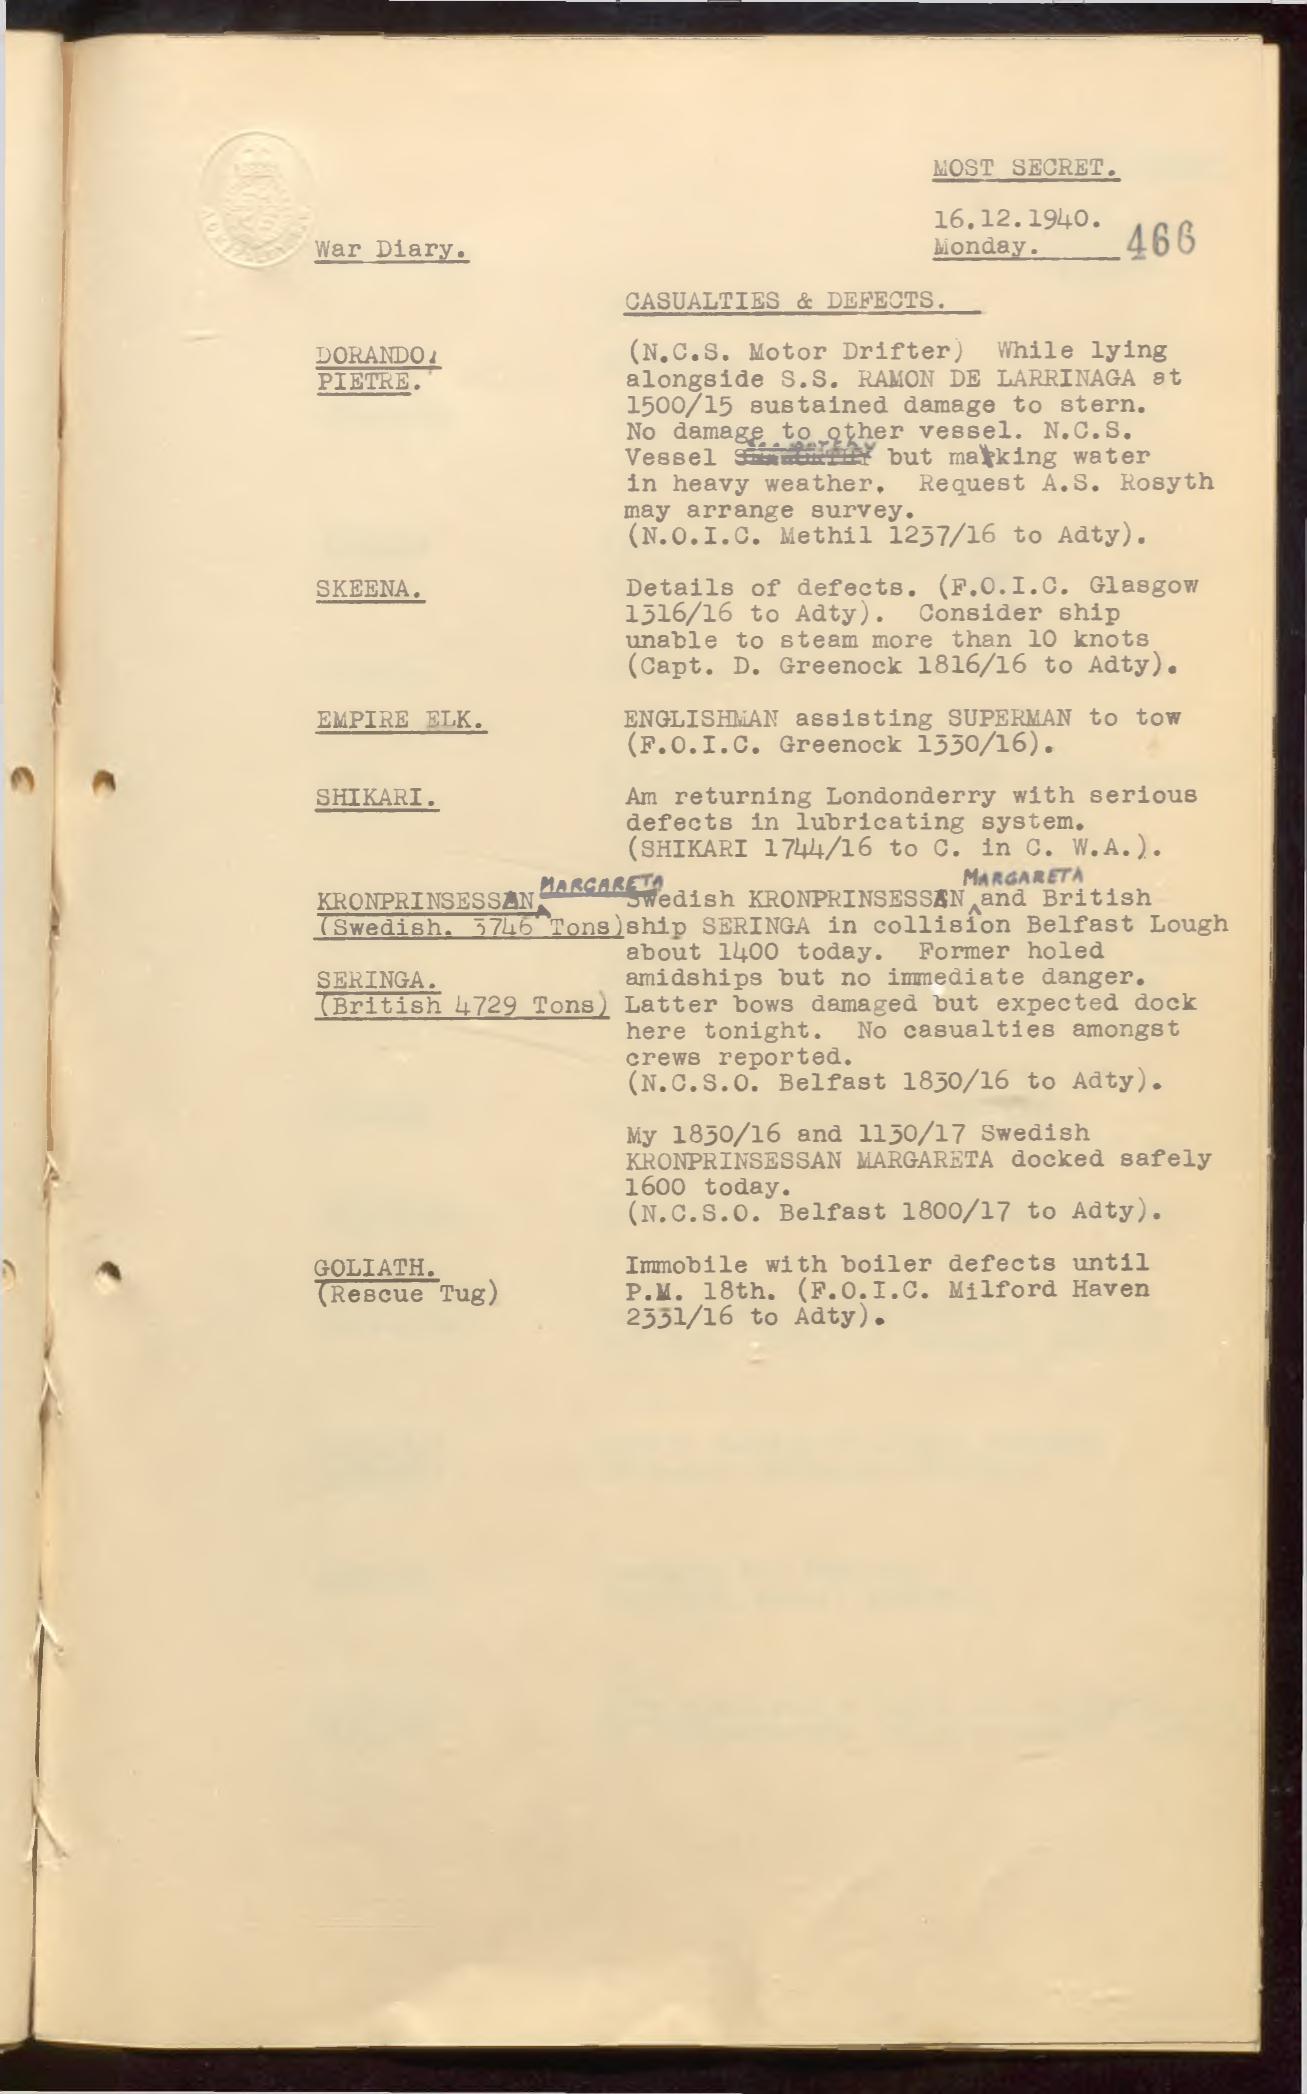 MOST SECRET.
16.12.1940.
War Diary.
Monday. 466
CASUALTIES & DEFECTS.
DORANDO,
PIETRE.
(N.C.S. Motor Drifter) While lying
alongside S.S. RAMON DE LARRINAGA at
1500/15 sustained damage to stern.
No damage to other vessel. N.C.S.
Vessel but making water
in heavy weather. Request A.S. Rosyth
may arrange survey.
(N.O.I.C. Methil 1237/16 to Adty).
SKEENA.
Details of defects. (F.O.I.C. Glasgow
1316/16 to Adty). Consider ship
unable to steam more than 10 knots
(Capt. D. Greenock 1816/16 to Adty).
EMPIRE ELK.
ENGLISHMAN assisting SUPERMAN to tow
(F.O.I.C. Greenock 1330/16).
SHIKARI.
Am returning Londonderry with serious
defects in lubricating system.
(SHIKARI 1744/16 to C. in C. W.A.).
KRONPRINSESSAN MARGARETA
(Swedish. 3746 Tons)
SERINGA.
(British 4729 Tons)
Swedish KRONPRINSESSAN MARGARETA and British
ship SERINGA in collision Belfast Lough
about 1400 today. Former holed
amidships but no immediate danger.
Latter bows damaged but expected dock
here tonight. No casualties amongst
crews reported.
(N.C.S.O. Belfast 1830/16 to Adty).
My 1830/16 and 1130/17 Swedish
KRONPRINSESSAN MARGARETA docked safely
1600 today.
(N.C.S.O. Belfast 1800/17 to Adty).
GOLIATH.
(Rescue Tug)
Immobile with boiler defects until
P.M. 18th. (F.O.I.C. Milford Haven
2331/16 to Adty).